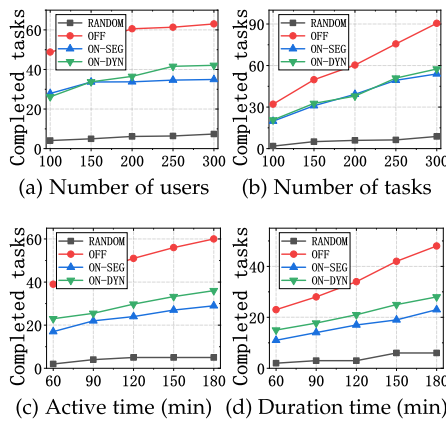 Completed tasks
60
40
20
0
RANDOM
OFF
ON-SEG
ON-DYN
100 150 200 250 300
(a) Number of users
Completed tasks
90
60
30
0
RANDOM
OFF
ON-SEG
ON-DYN
100 150 200 250 300
(b) Number of tasks
Completed tasks
60
40
20
0
RANDOM
OFF
ON-SEG
ON-DYN
60 90 120 150 180
(c) Active time (min)
Completed tasks
40
20
0
RANDOM
OFF
ON-SEG
ON-DYN
60 90 120 150 180
(d) Duration time (min)